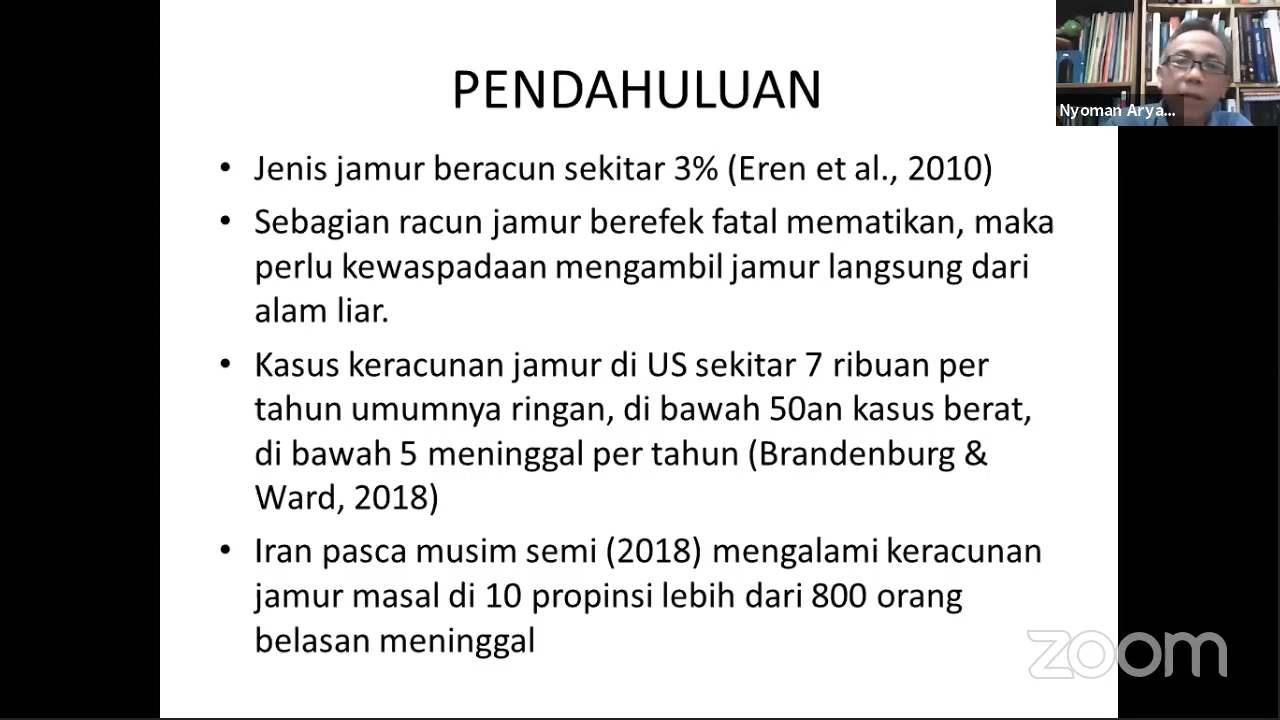 PENDAHULUAN
Nyoman Arya...
• Jenis jamur beracun sekitar 3% (Eren et al., 2010)
• Sebagian racun jamur berefek fatal mematikan, maka
perlu kewaspadaan mengambil jamur langsung dari
alam liar.
• Kasus keracunan jamur di US sekitar 7 ribuan per
tahun umumnya ringan, di bawah 50an kasus berat,
di bawah 5 meninggal per tahun (Brandenburg &
Ward, 2018)
• Iran pasca musim semi (2018) mengalami keracunan
jamur masal di 10 propinsi lebih dari 800 orang
belasan meninggal
zoom